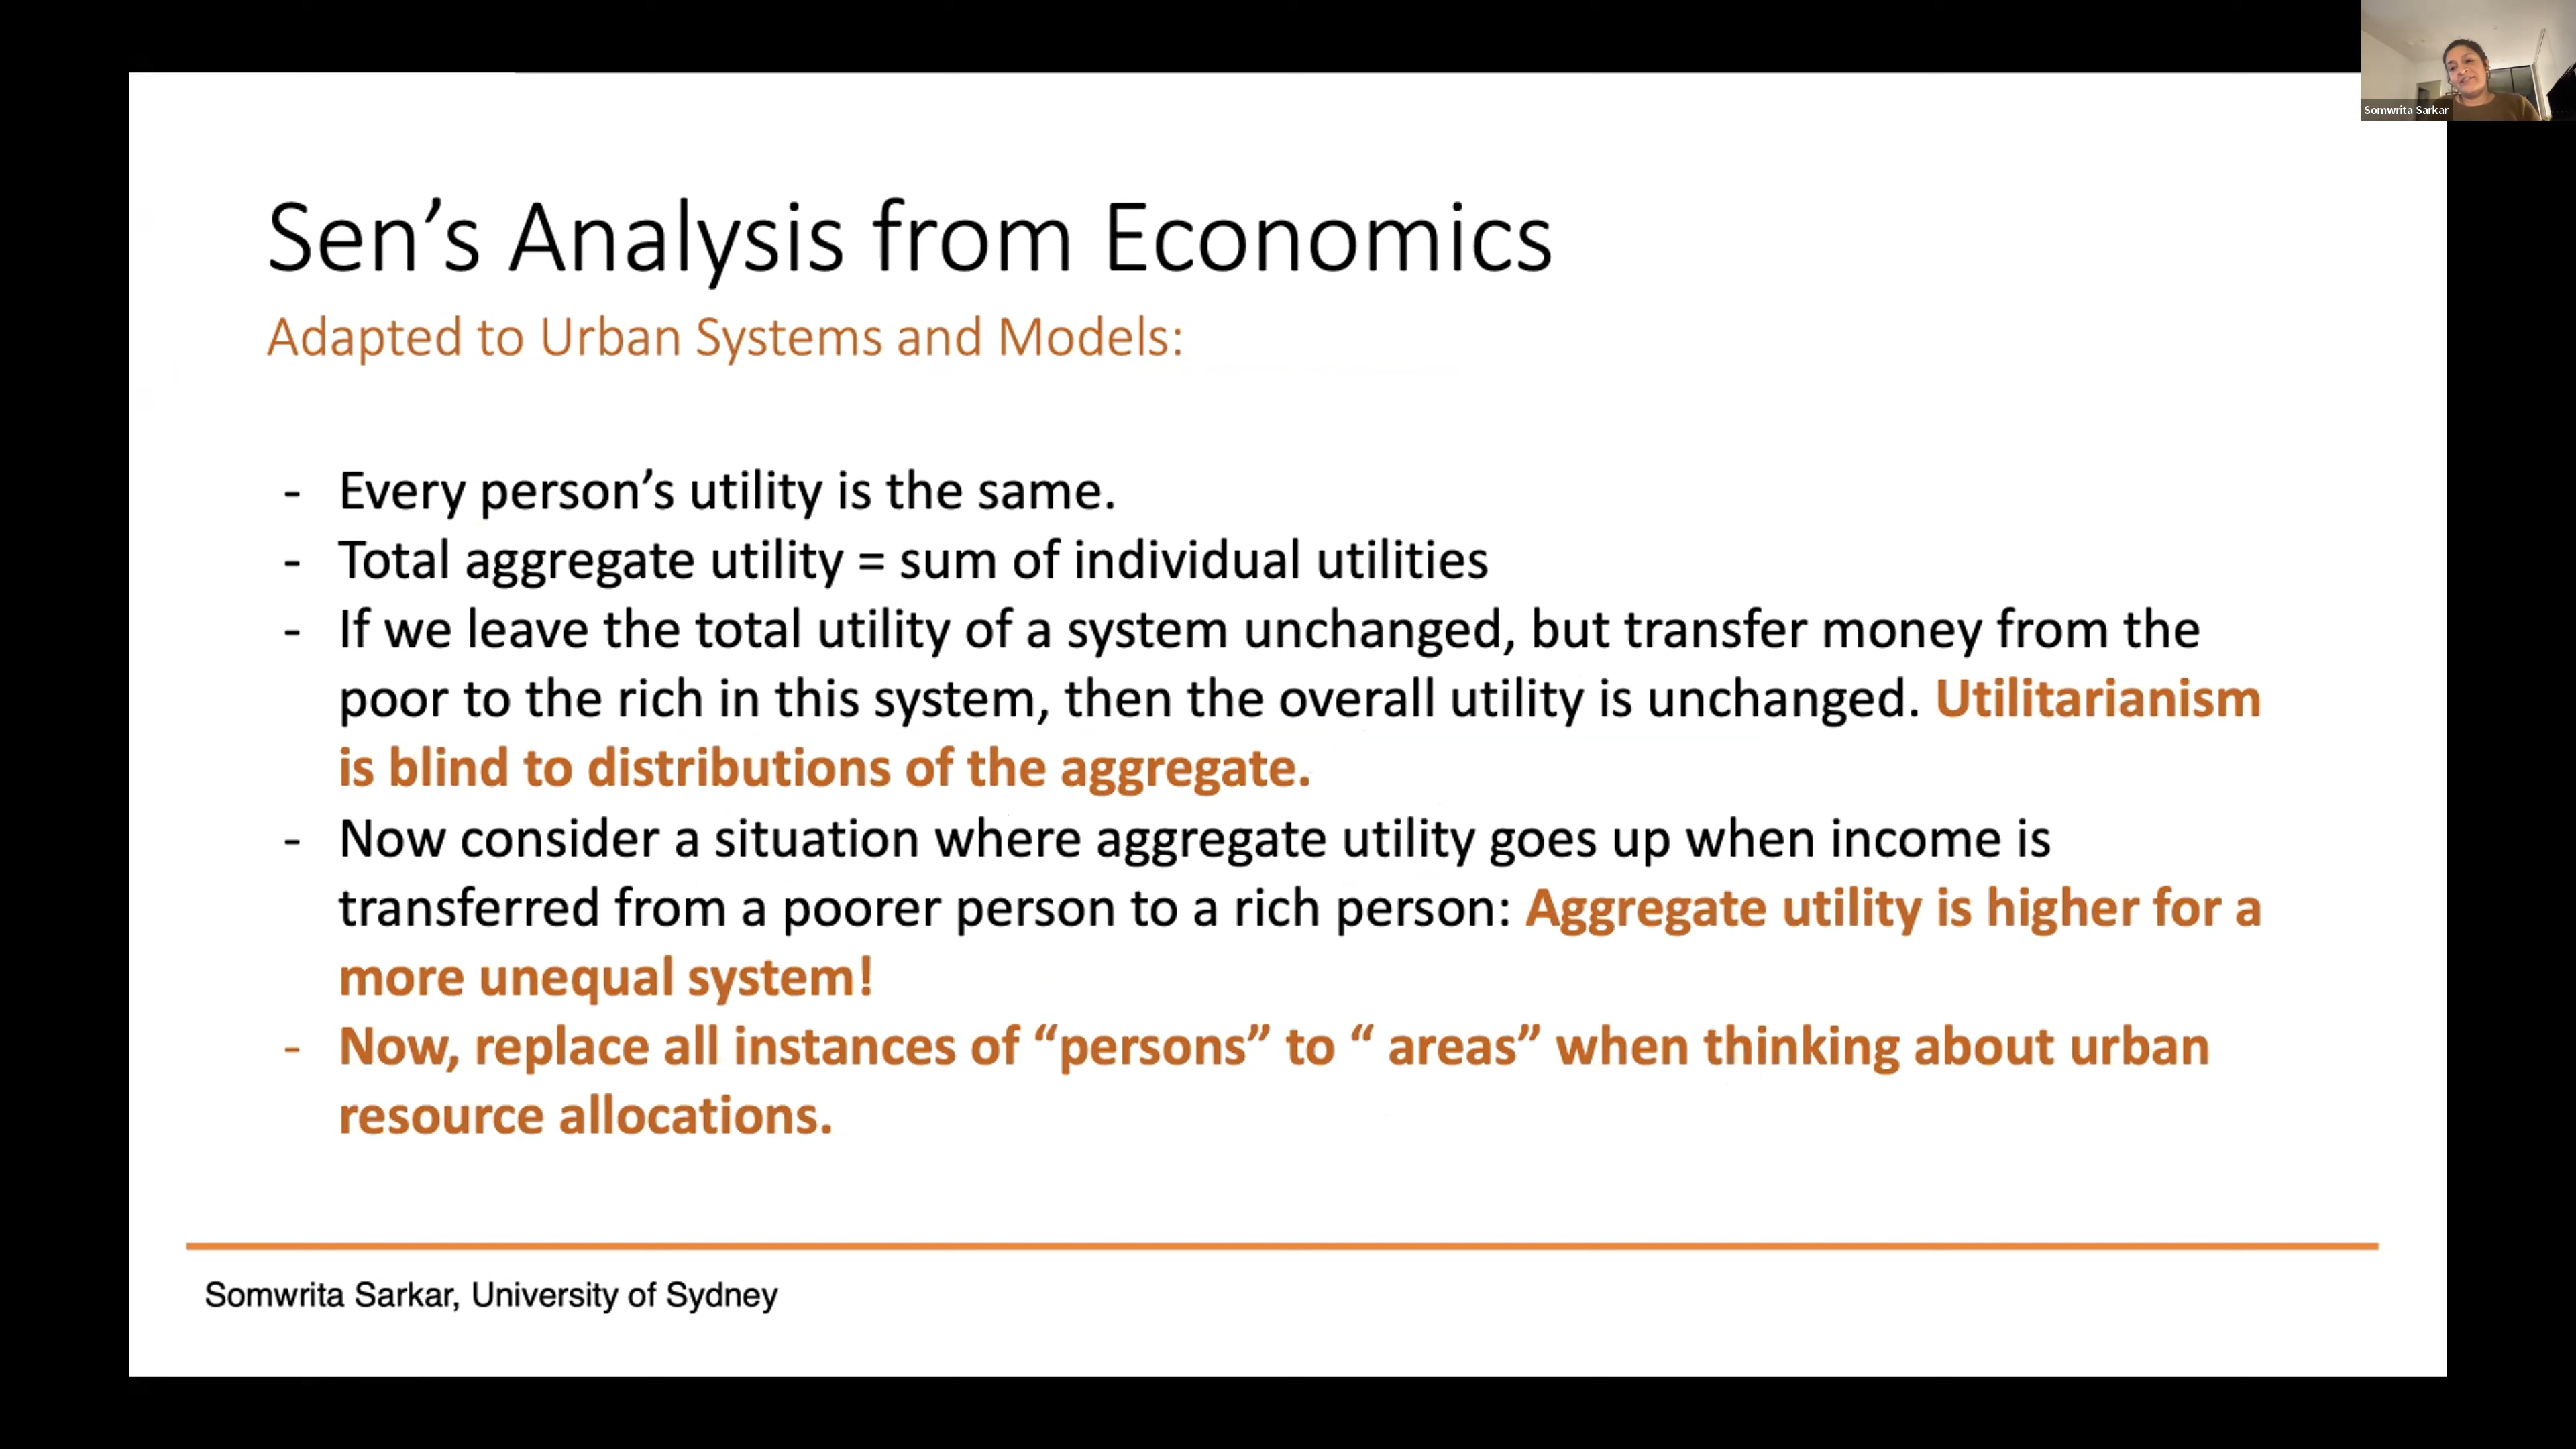 Somwrita Sarkar
Sen’s Analysis from Economics
Adapted to Urban Systems and Models:
- Every person’s utility is the same.
- Total aggregate utility = sum of individual utilities
- If we leave the total utility of a system unchanged, but transfer money from the
poor to the rich in this system, then the overall utility is unchanged. Utilitarianism
is blind to distributions of the aggregate.
- Now consider a situation where aggregate utility goes up when income is
transferred from a poorer person to a rich person: Aggregate utility is higher for a
more unequal system!
- Now, replace all instances of “persons” to “ areas” when thinking about urban
resource allocations.
Somwrita Sarkar, University of Sydney